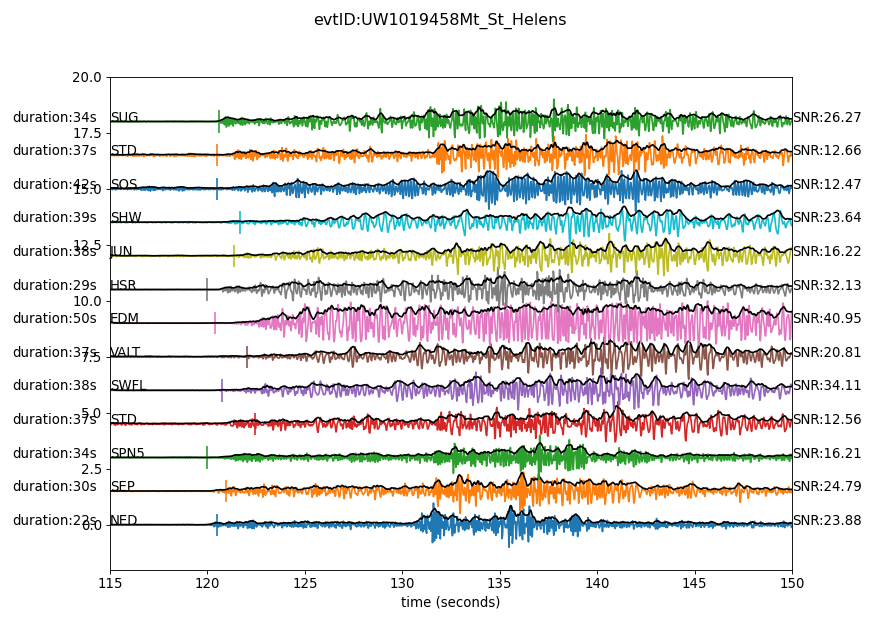 evtID:UW1019458Mt_St_Helens
20.0
duration:34s SUG SNR:26.27
17.5
duration:37s STD SNR:12.66
duration:42s SOS SNR:12.47
15.0
duration:39s SHW SNR:23.64
12.5
duration:38s JUN SNR:16.22
duration:29s HSR SNR:32.13
10.0
duration:50s EDM SNR:40.95
duration:37s VALT SNR:20.81
7.5
duration:38s SWFL SNR:34.11
5.0
duration:37s STD SNR:12.56
duration:34s SPN5 SNR:16.21
2.5
duration:30s SEP SNR:24.79
duration:22s NED SNR:23.88
0.0
115 120 125 130 135 140 145 150
time (seconds)